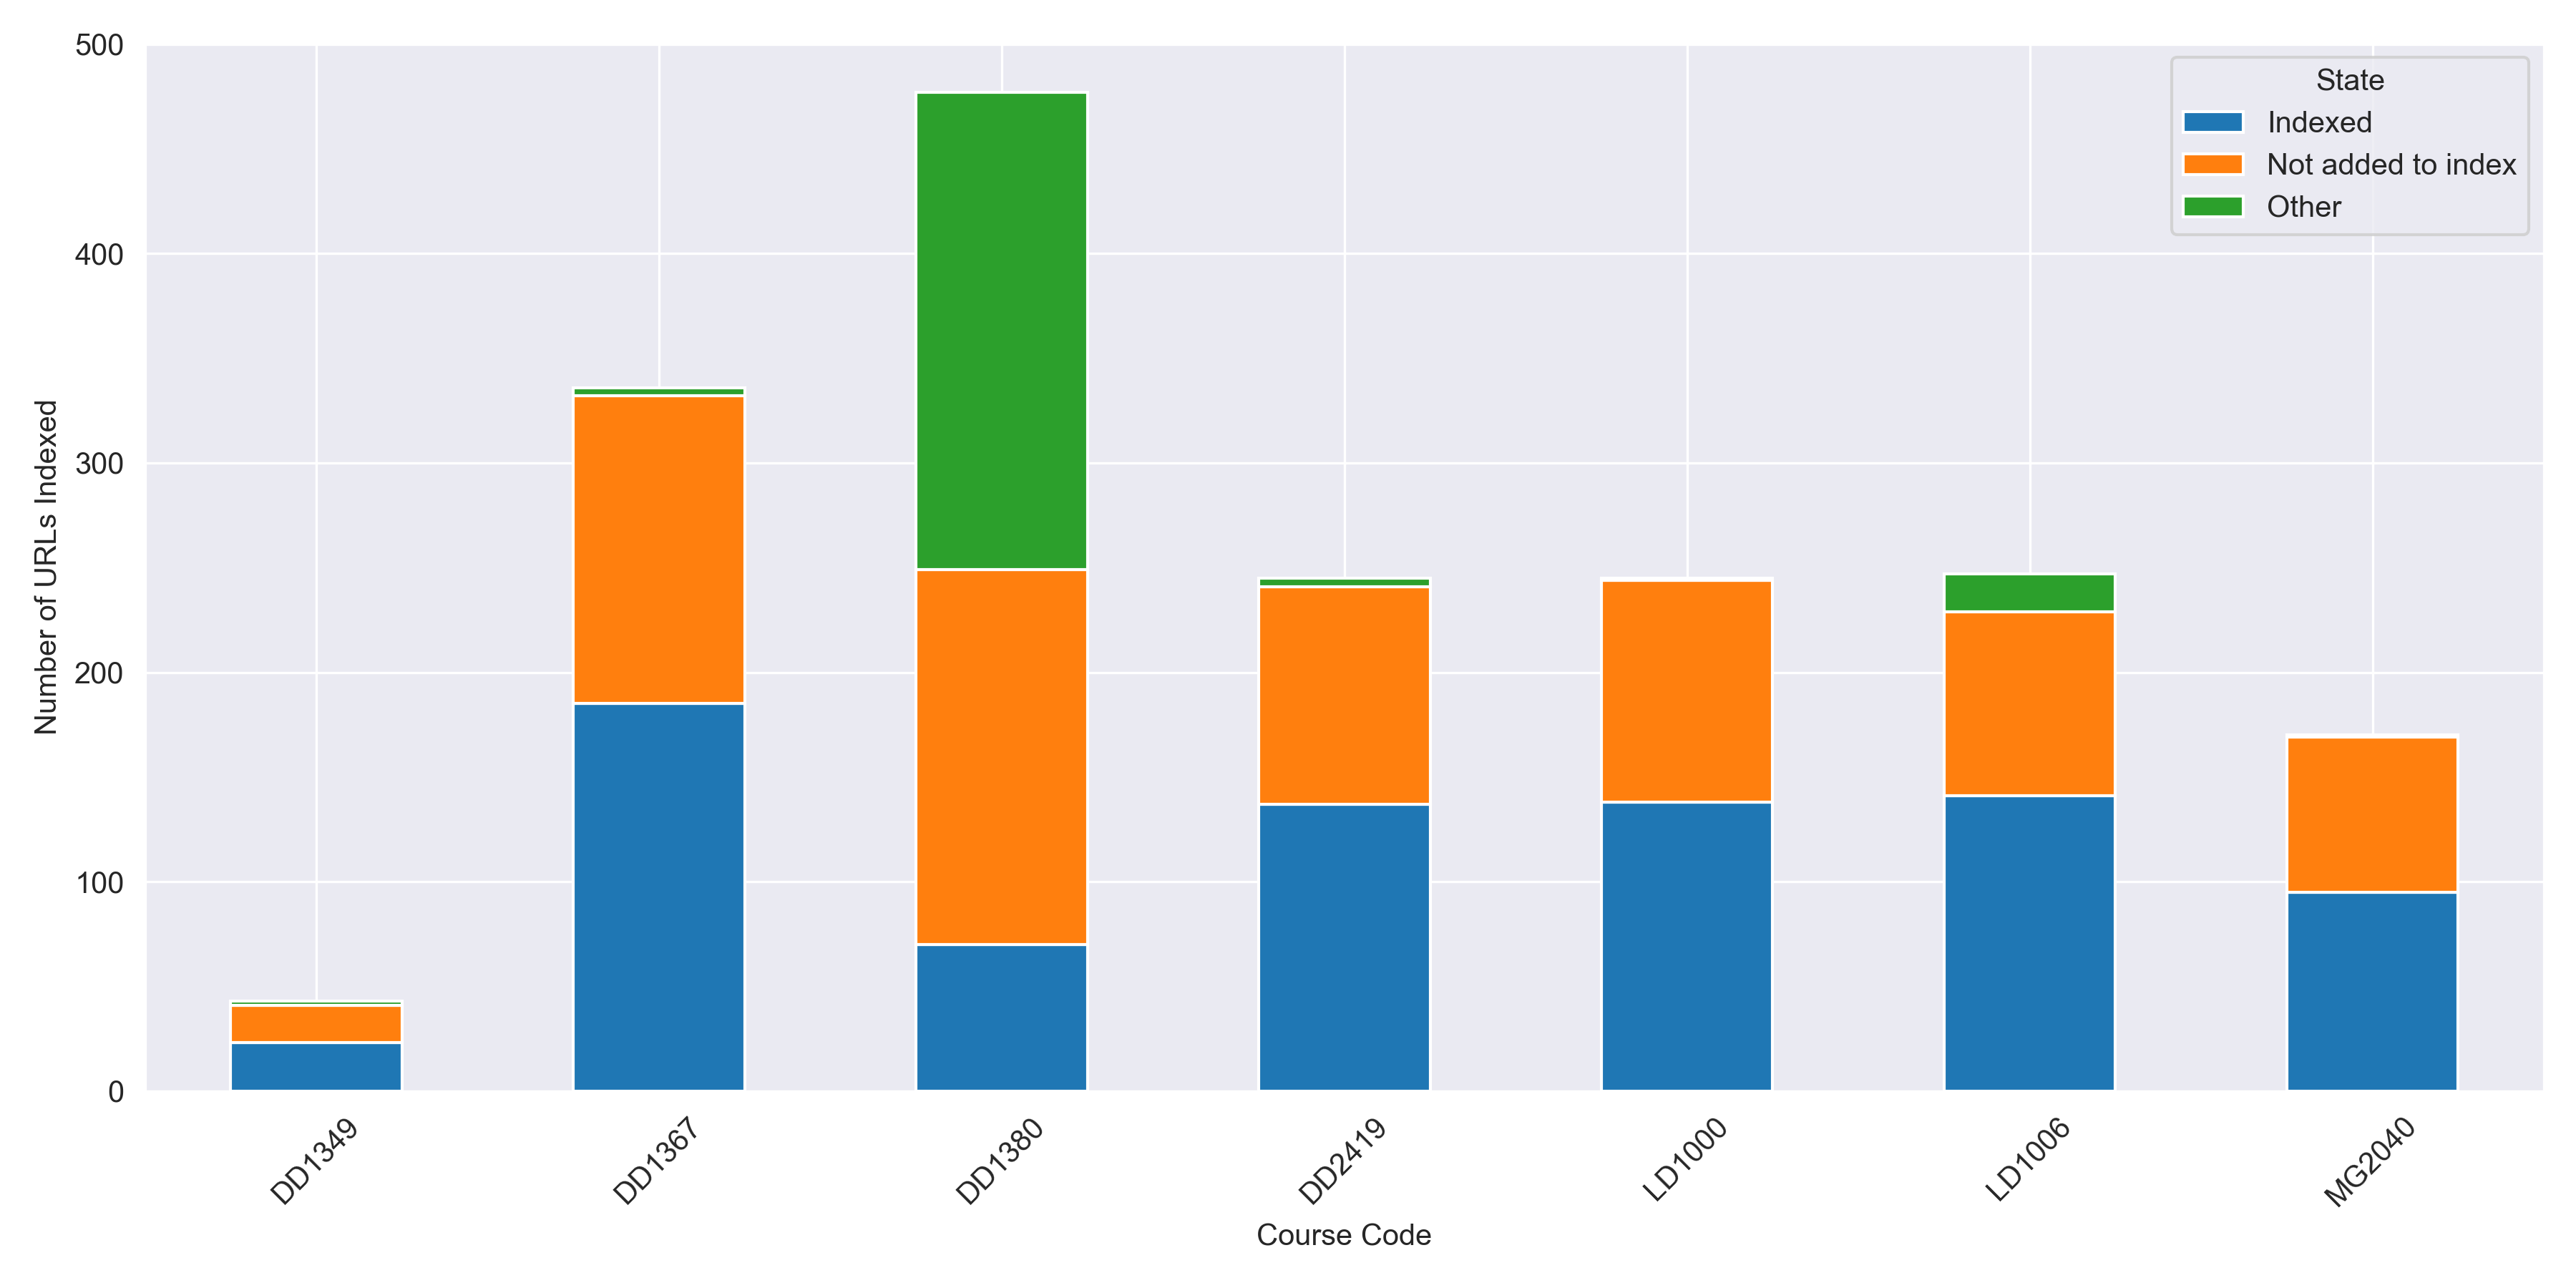 500
400
300
200
100
0
Number of URLs Indexed
State
Indexed
Not added to index
Other
DD1349
DD1367
DD1380
DD2419
LD1000
LD1006
MG2040
Course Code